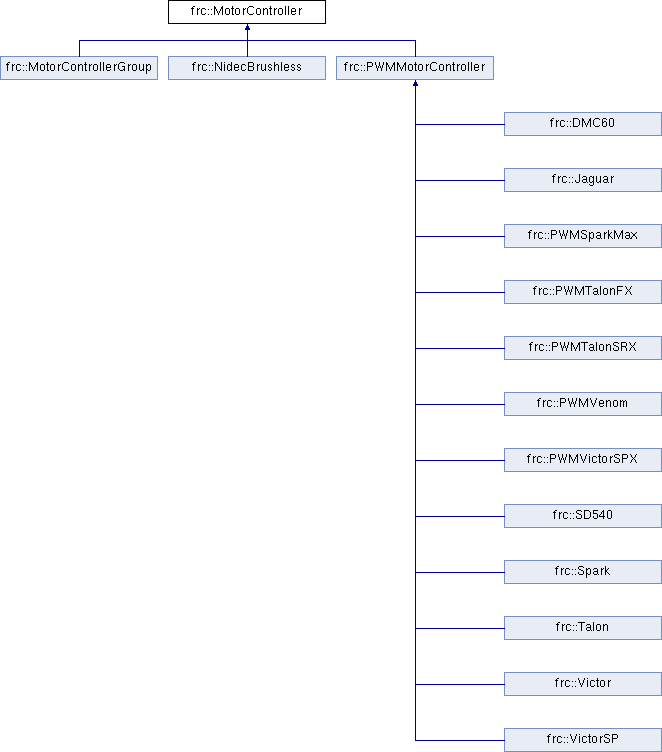 frc::MotorController
frc::MotorControllerGroup
frc::NidecBrushless
frc::PWMMotorController
frc::DMC60
frc::Jaguar
frc::PWMSparkMax
frc::PWMTalonFX
frc::PWMTalonSRX
frc::PWMVenom
frc::PWMVictorSPX
frc::SD540
frc::Spark
frc::Talon
frc::Victor
frc::VictorSP